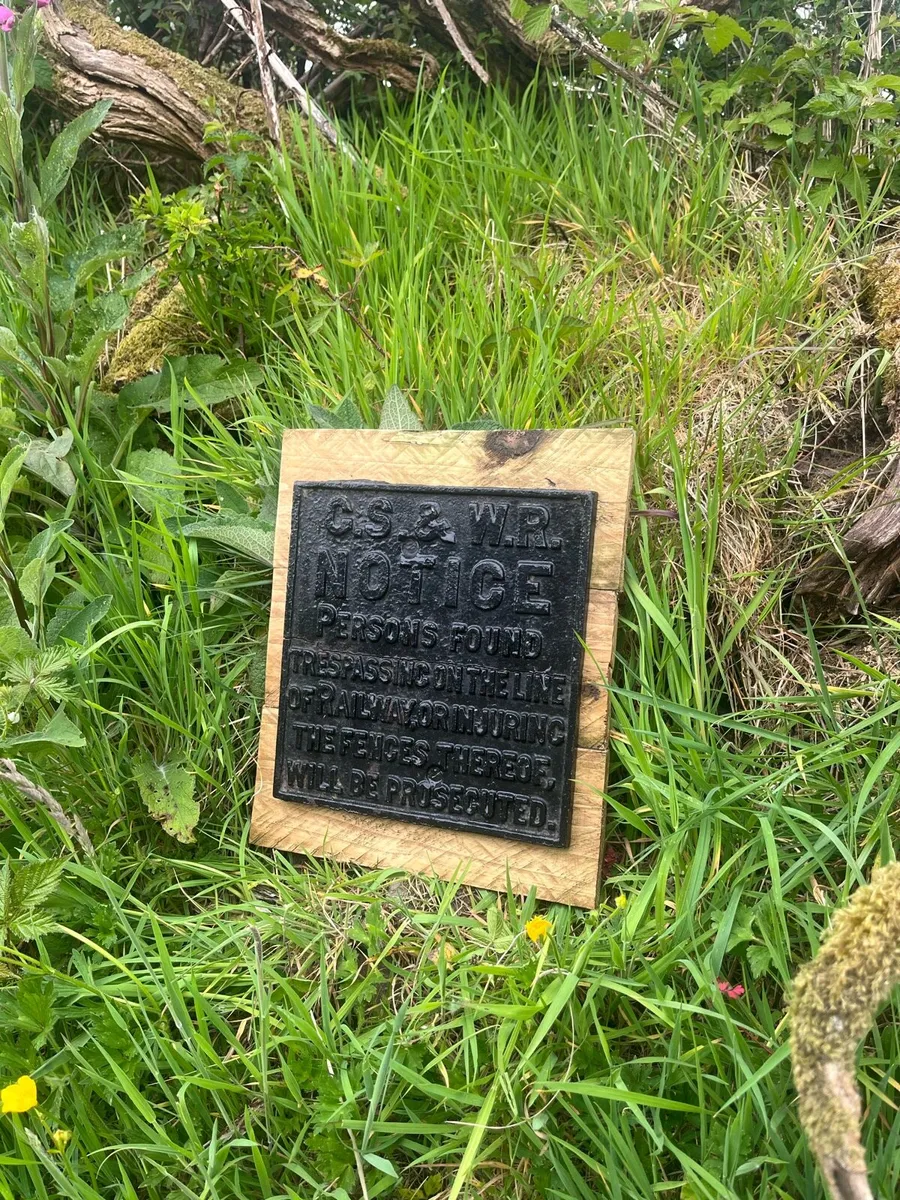 C.S. & W.R.
NOTICE
PERSONS FOUND
TRESPASSING ON THE LINE
OF RAILWAY, OR INJURING
THE FENCES THEREOF,
WILL BE PROSECUTED.